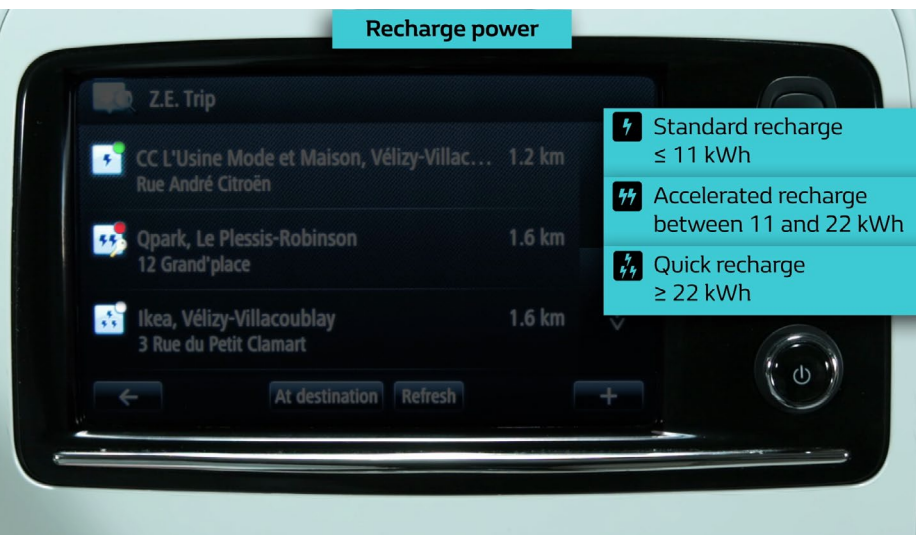 Recharge power
Z.E. Trip
CC L'Usine Mode et Maison, Vélizy-Villac... 1.2 km
Rue André Citroën
Qpark, Le Plessis-Robinson 1.6 km
12 Grand'place
Ikea, Vélizy-Villacoublay 1.6 km
3 Rue du Petit Clamart
At destination Refresh
Standard recharge
≤ 11 kWh
Accelerated recharge
between 11 and 22 kWh
Quick recharge
≥ 22 kWh